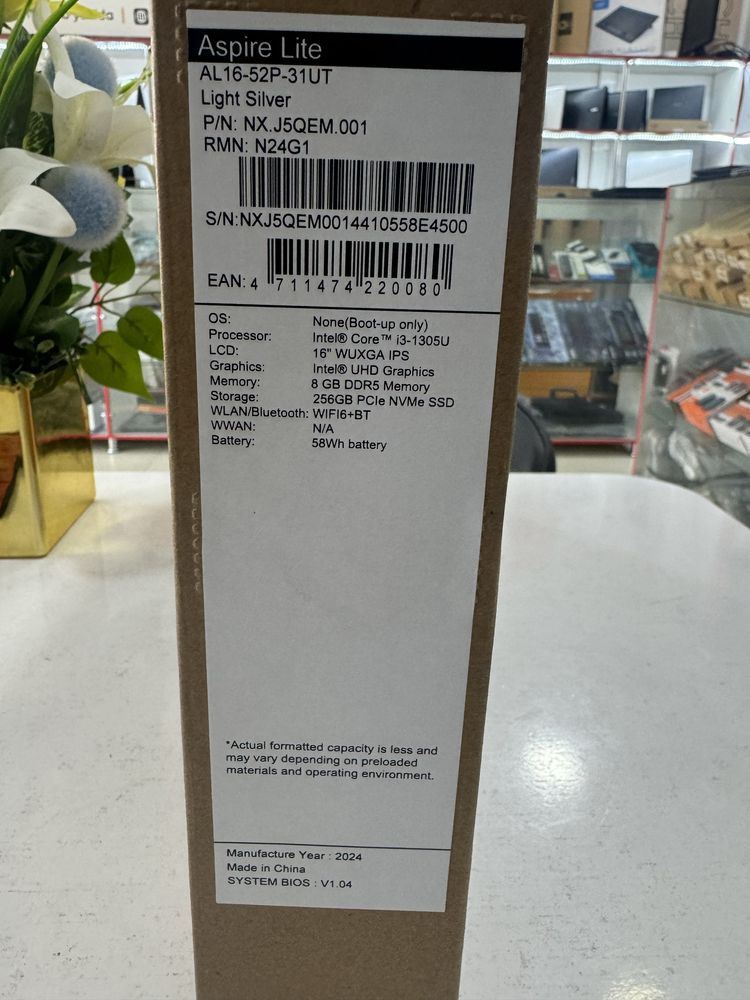 Aspire Lite
AL16-52P-31UT
Light Silver
P/N: NX.J5QEM.001
RMN: N24G1
S/N:NXJ5QEM0014410558E4500
EAN: 4 711474 220080
OS: None(Boot-up only)
Processor: Intel® Core™ i3-1305U
LCD: 16" WUXGA IPS
Graphics: Intel® UHD Graphics
Memory: 8 GB DDR5 Memory
Storage: 256GB PCIe NVMe SSD
WLAN/Bluetooth: WIFI6+BT
WWAN: N/A
Battery: 58Wh battery
*Actual formatted capacity is less and
may vary depending on preloaded
materials and operating environment.
Manufacture Year : 2024
Made in China
SYSTEM BIOS : V1.04